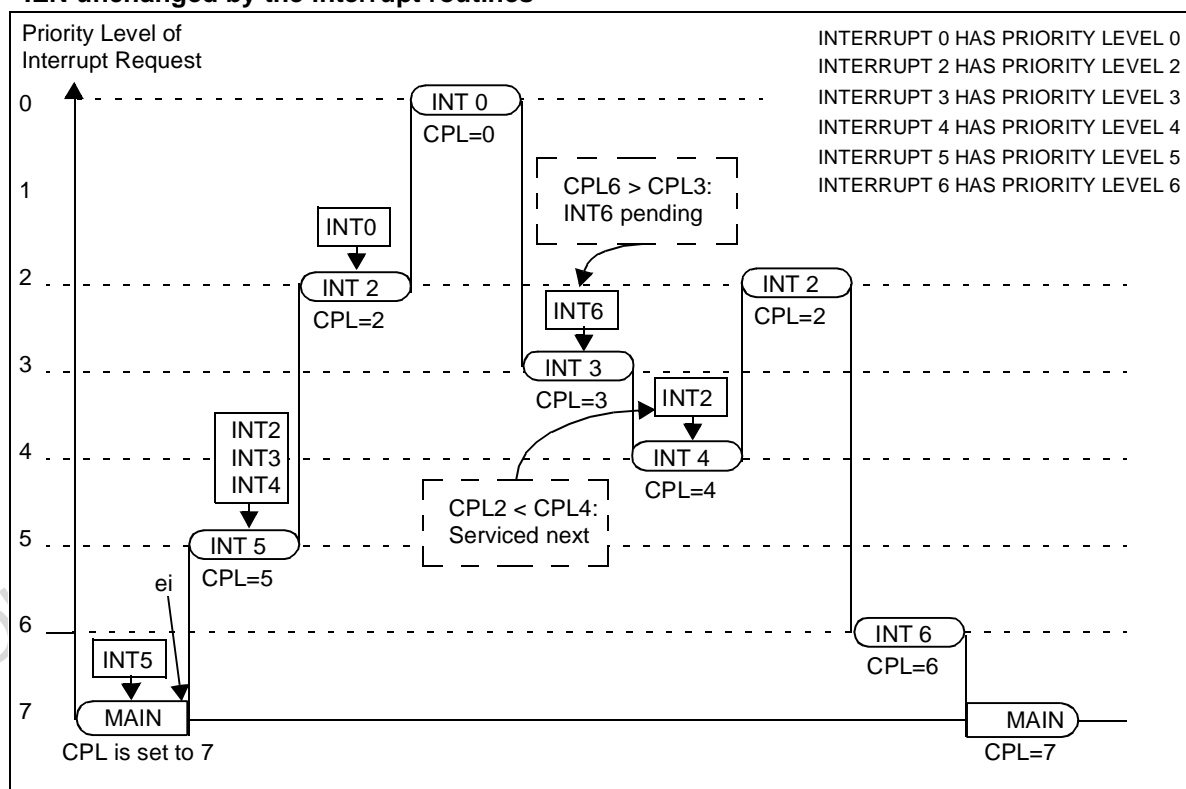 IEN unchanged by the interrupt routines
Priority Level of
Interrupt Request
INTERRUPT 0 HAS PRIORITY LEVEL 0
INTERRUPT 2 HAS PRIORITY LEVEL 2
INTERRUPT 3 HAS PRIORITY LEVEL 3
INTERRUPT 4 HAS PRIORITY LEVEL 4
INTERRUPT 5 HAS PRIORITY LEVEL 5
INTERRUPT 6 HAS PRIORITY LEVEL 6
0
INT 0
CPL=0
1
CPL6 > CPL3:
INT6 pending
INT0
2
INT 2
CPL=2
INT 2
CPL=2
INT6
3
INT 3
CPL=3
INT2
INT2
INT3
INT4
4
INT 4
CPL=4
CPL2 < CPL4:
Serviced next
5
INT 5
CPL=5
ei
6
INT 6
CPL=6
INT5
7
MAIN
CPL is set to 7
MAIN
CPL=7